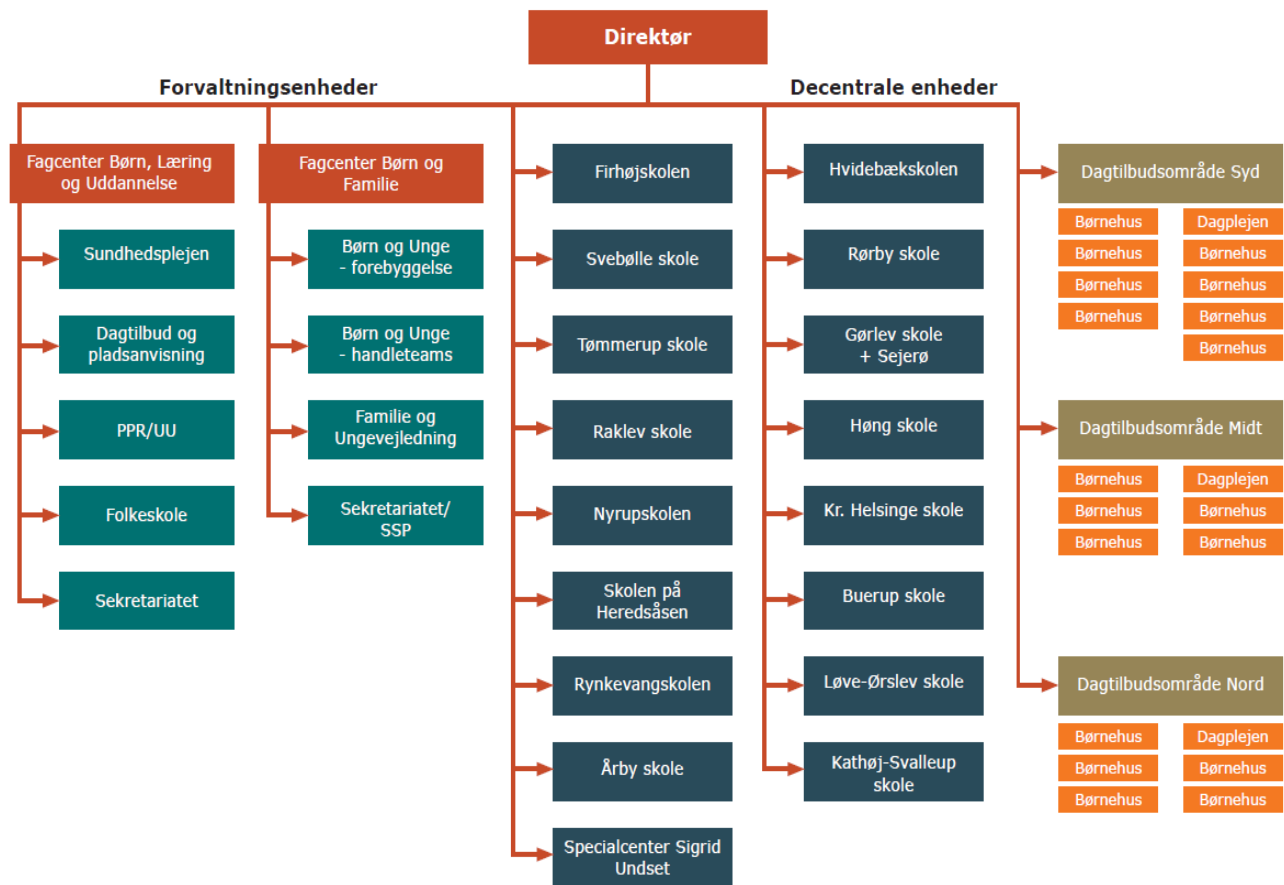 Direktør
Forvaltningsenheder
Decentrale enheder
Fagcenter Børn, Læring
og Uddannelse
Sundhedsplejen
Dagtilbud og
pladsanvisning
PPR/UU
Folkeskole
Sekretariatet
Fagcenter Børn og
Familie
Børn og Unge
- forebyggelse
Børn og Unge
- handleteams
Familie og
Ungevejledning
Sekretariatet/
SSP
Firhøjskolen
Svebølle skole
Tømmerup skole
Raklev skole
Nyrupskolen
Skolen på
Heredsåsen
Rynkevangskolen
Årby skole
Specialcenter Sigrid
Undset
Hvidebækskolen
Rørby skole
Gørlev skole
+ Sejerø
Høng skole
Kr. Helsinge skole
Buerup skole
Løve-Ørslev skole
Kathøj-Svalleup
skole
Dagtilbudsområde Syd
Børnehus
Dagplejen
Børnehus
Børnehus
Børnehus
Børnehus
Børnehus
Børnehus
Børnehus
Dagtilbudsområde Midt
Børnehus
Dagplejen
Børnehus
Børnehus
Børnehus
Børnehus
Dagtilbudsområde Nord
Børnehus
Dagplejen
Børnehus
Børnehus
Børnehus
Børnehus